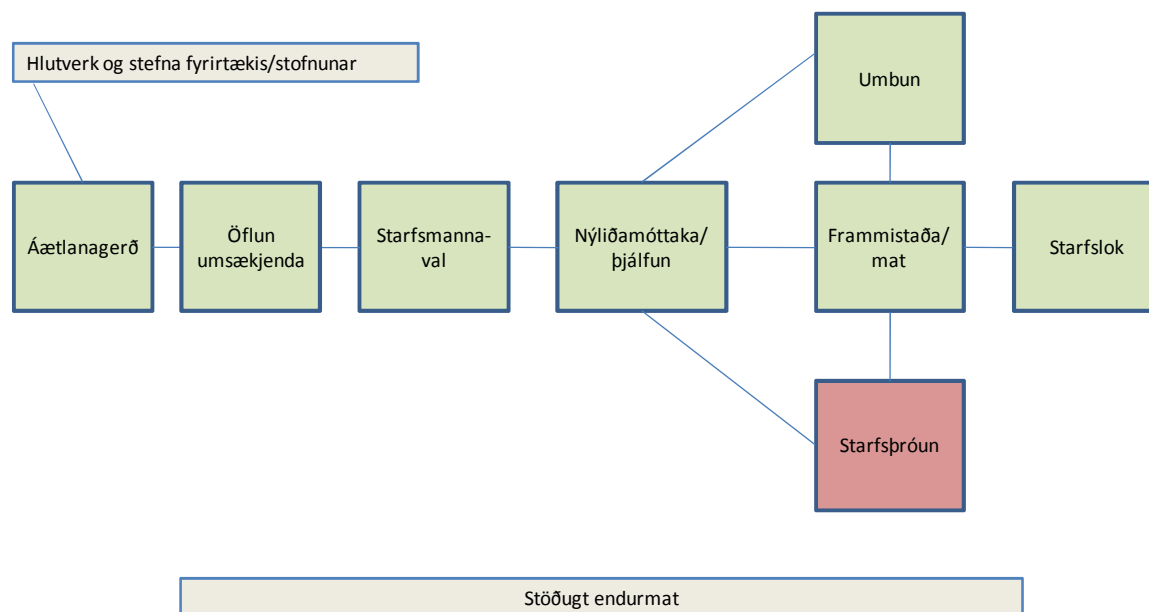 Hlutverk og stefna fyrirtækis/stofnunar
Umbun
Áætlanagerð
Öflun
umsækjenda
Starfsmanna-
val
Nýliðamóttaka/
þjálfun
Frammistaða/
mat
Starfslok
Starfsþróun
Stöðugt endurmat